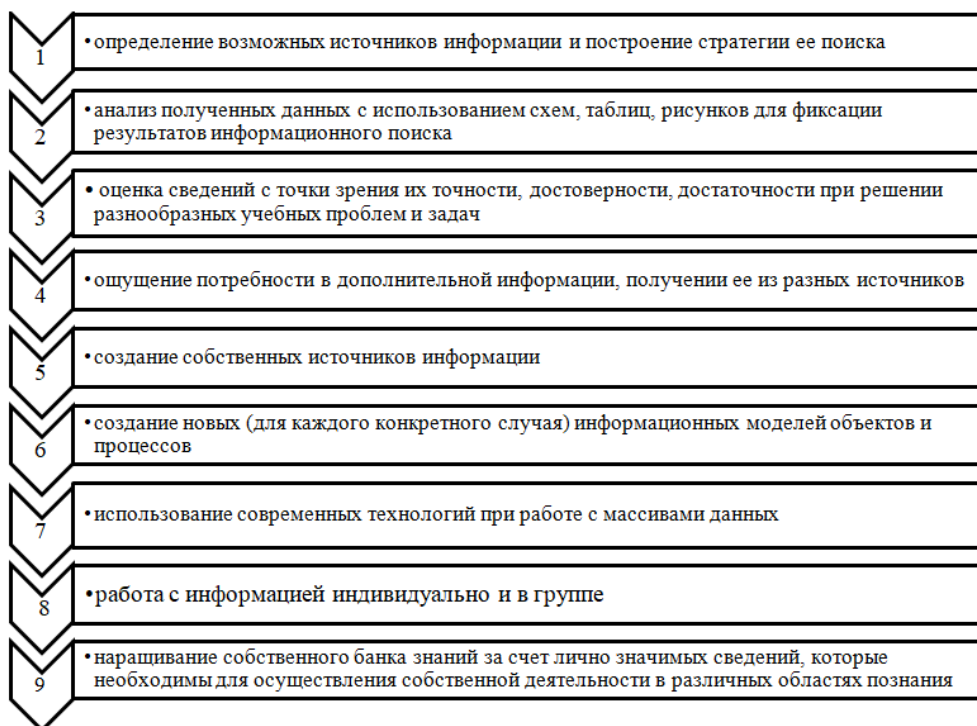 1
•определение возможных источников информации и построение стратегии ее поиска
2
•анализ полученных данных с использованием схем, таблиц, рисунков для фиксации
результатов информационного поиска
3
• оценка сведений с точки зрения их точности, достоверности, достаточности при решении
разнообразных учебных проблем и задач
4
•ощущение потребности в дополнительной информации, получении ее из разных источников
5
•создание собственных источников информации
6
•создание новых (для каждого конкретного случая) информационных моделей объектов и
процессов
7
•использование современных технологий при работе с массивами данных
8
•работа с информацией индивидуально и в группе
9
•наращивание собственного банка знаний за счет лично значимых сведений, которые
необходимы для осуществления собственной деятельности в различных областях познания